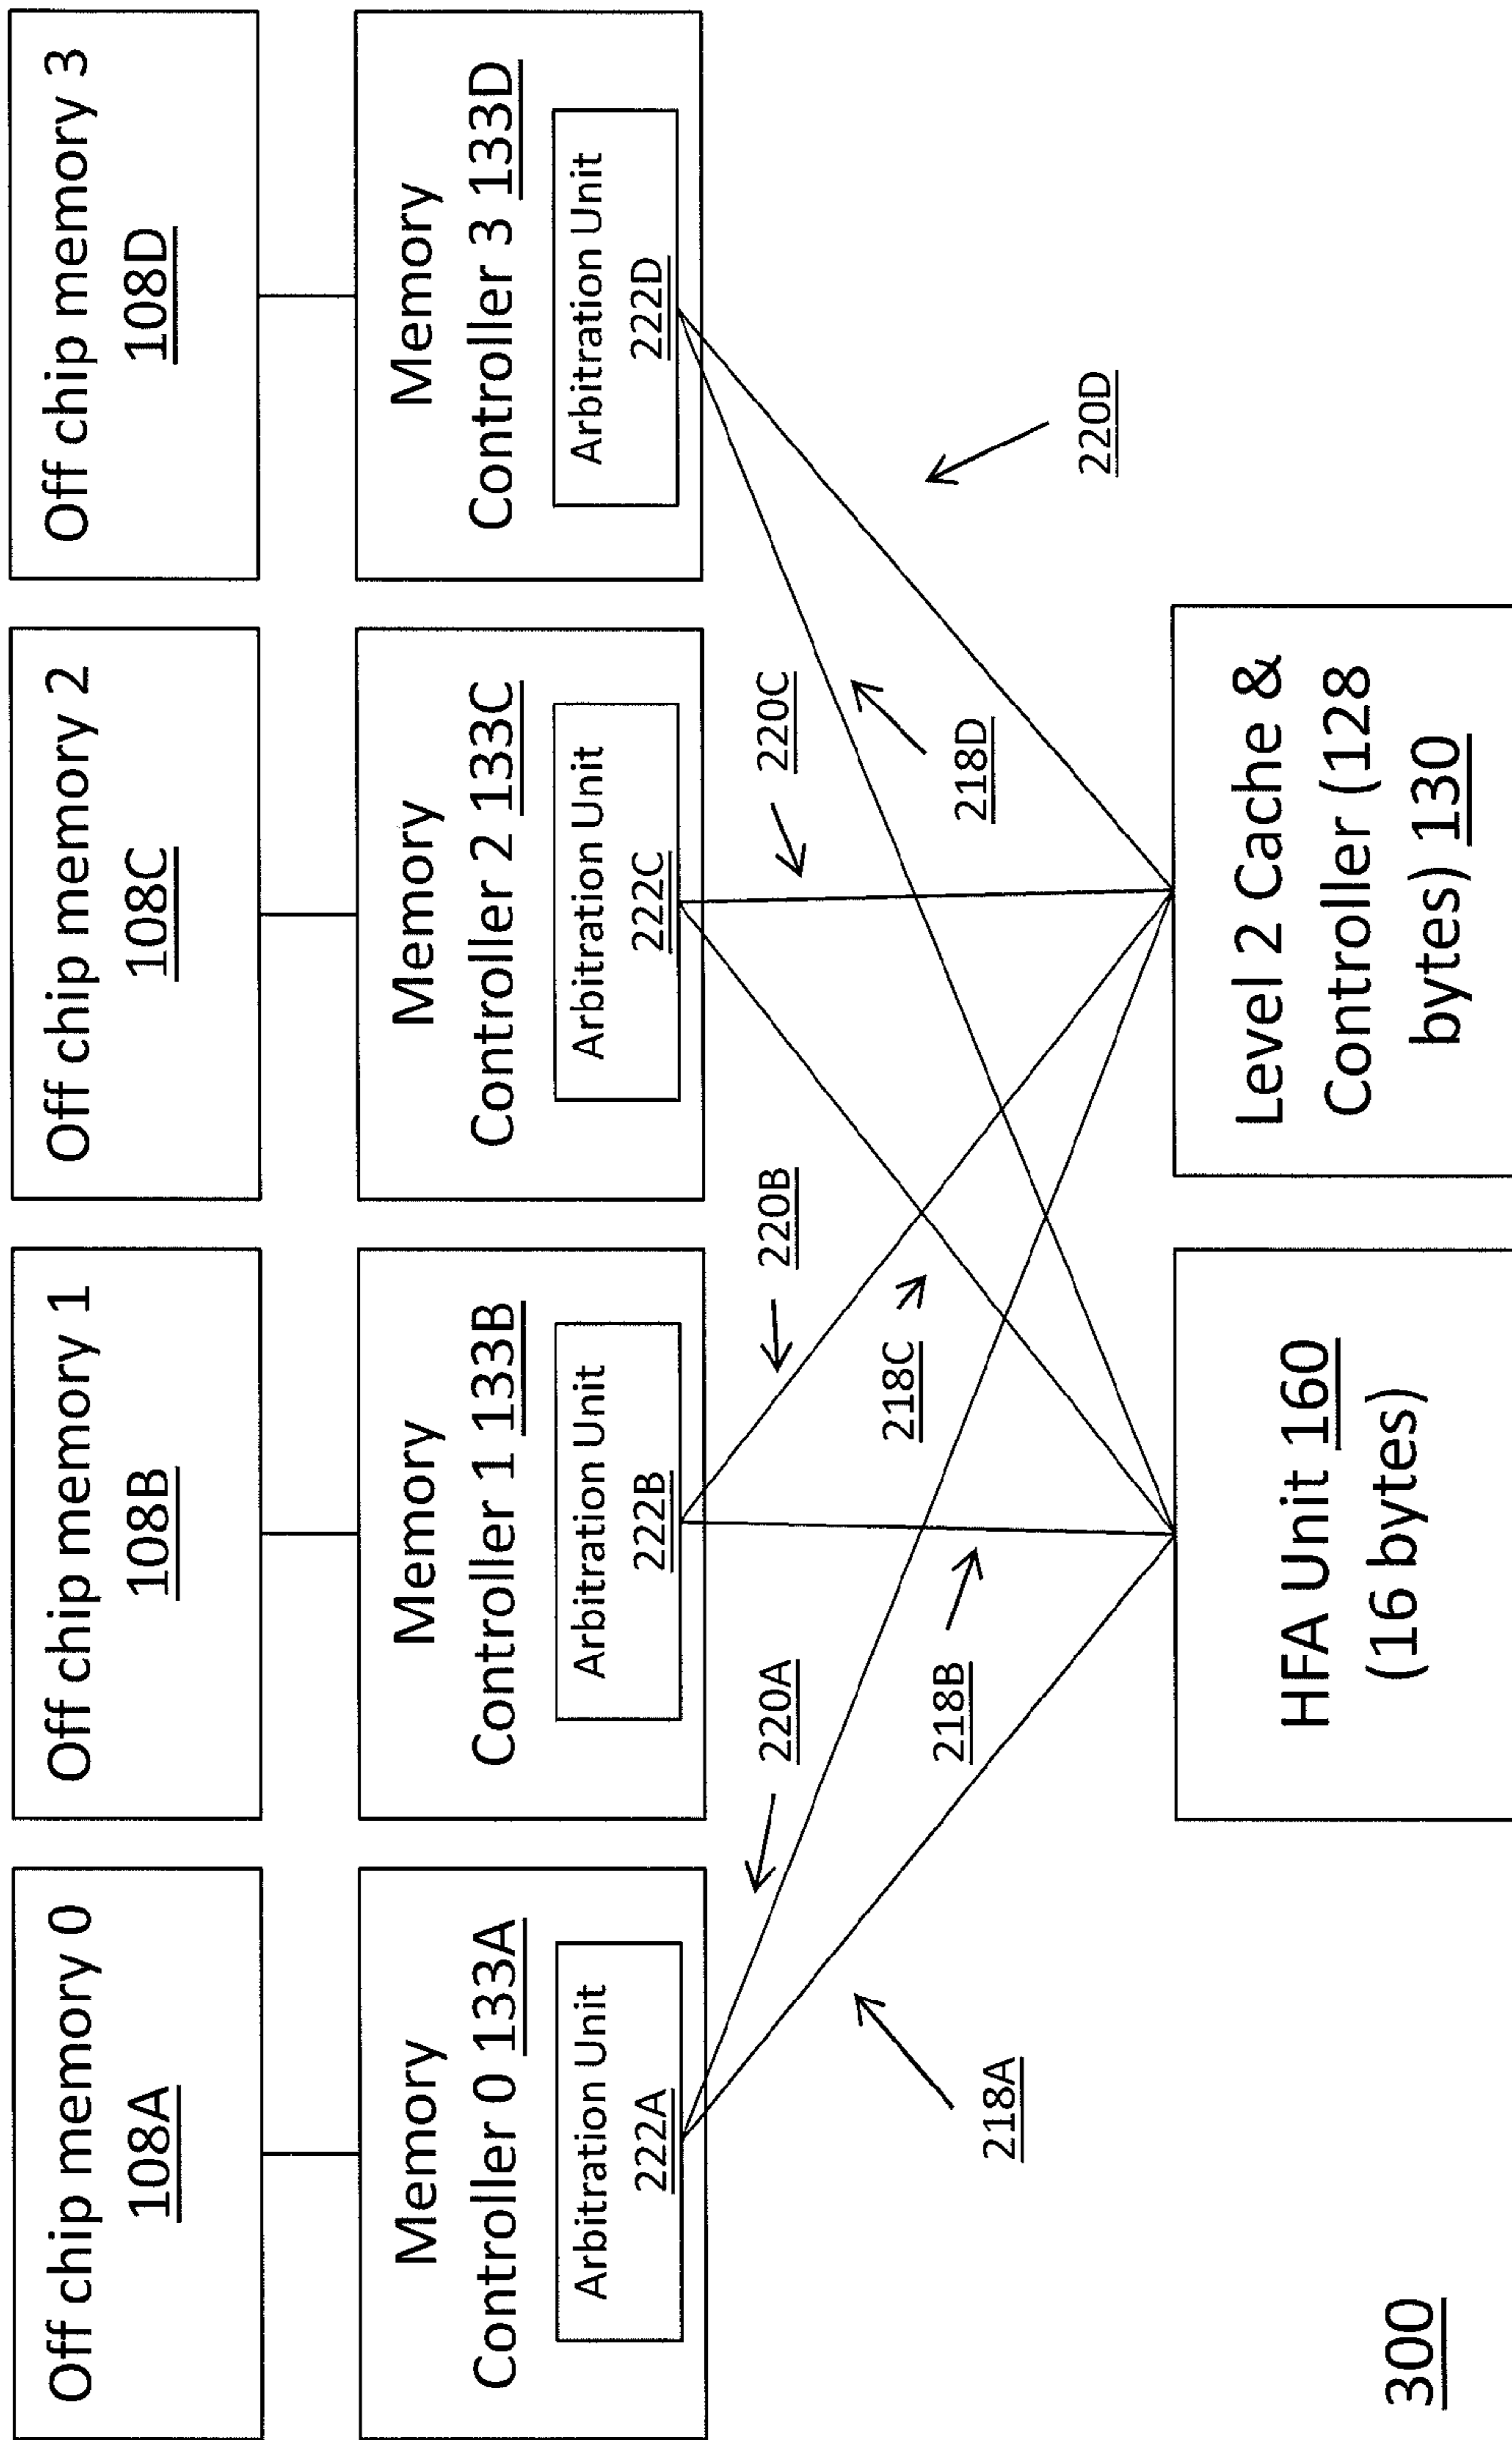 Off chip memory 0
108A
Off chip memory 1
108B
Off chip memory 2
108C
Off chip memory 3
108D
Memory
Controller 0 133A
Arbitration Unit
222A
Memory
Controller 1 133B
Arbitration Unit
222B
Memory
Controller 2 133C
Arbitration Unit
222C
Memory
Controller 3 133D
Arbitration Unit
222D
220A
220B
220C
218C
218B
218D
218A
220D
HFA Unit 160
(16 bytes)
Level 2 Cache &
Controller (128
bytes) 130
300